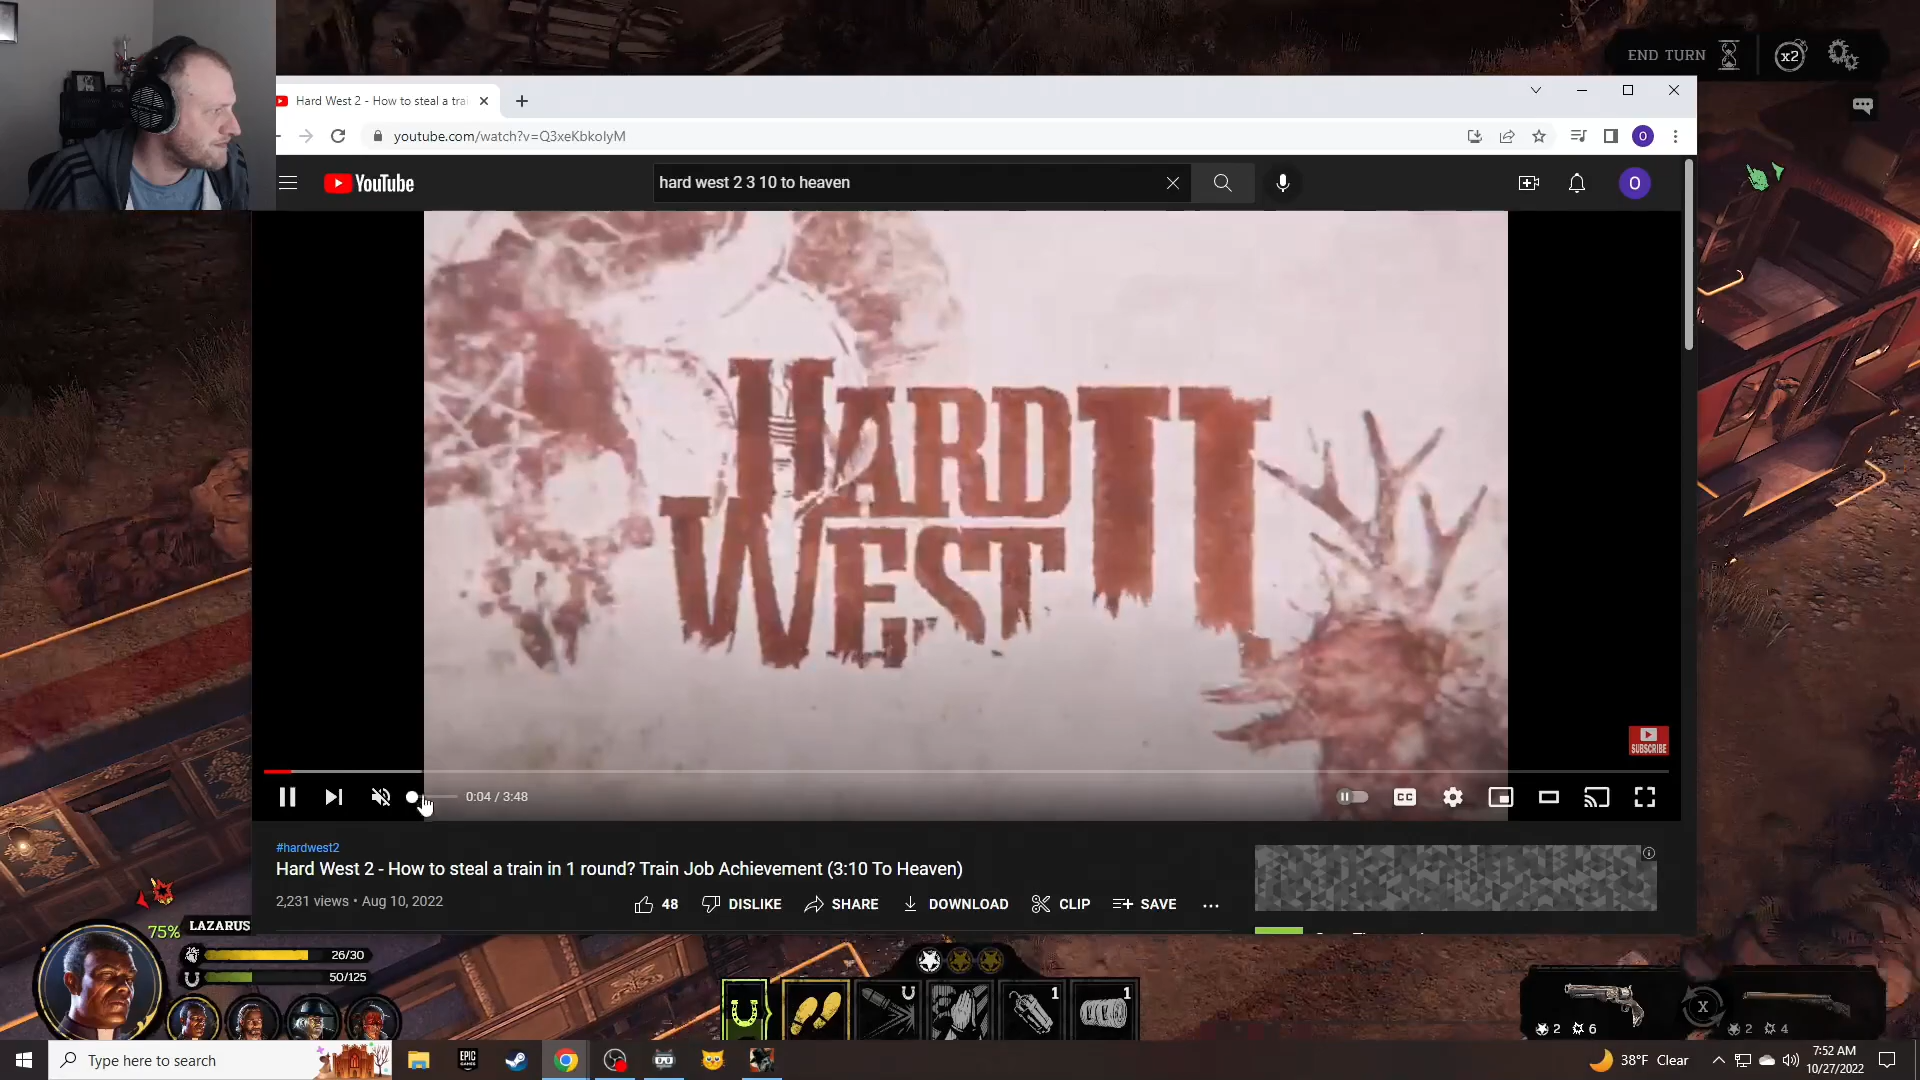 END TURN
x2
Hard West 2 - How to steal a trai
youtube.com/watch?v=Q3xeKbkoIyM
O
YouTube
hard west 2 3 10 to heaven
O
HARD
WEST
II
SUBSCRIBE
0:04 / 3:48
CC
#hardwest2
Hard West 2 - How to steal a train in 1 round? Train Job Achievement (3:10 To Heaven)
2,231 views • Aug 10, 2022
48
DISLIKE
SHARE
DOWNLOAD
CLIP
SAVE
75%
LAZARUS
26/30
50/125
1
1
2
6
X
2
4
Type here to search
EPIC
GAMES
38°F Clear
7:52 AM
10/27/2022